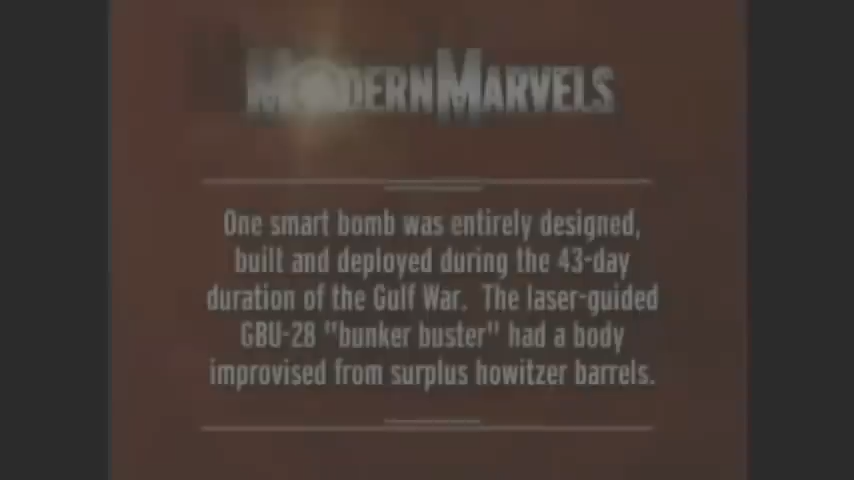 MODERN MARVELS
One smart bomb was entirely designed,
built and deployed during the 43-day
duration of the Gulf War. The laser-guided
GBU-28 "bunker buster" had a body
improvised from surplus howitzer barrels.